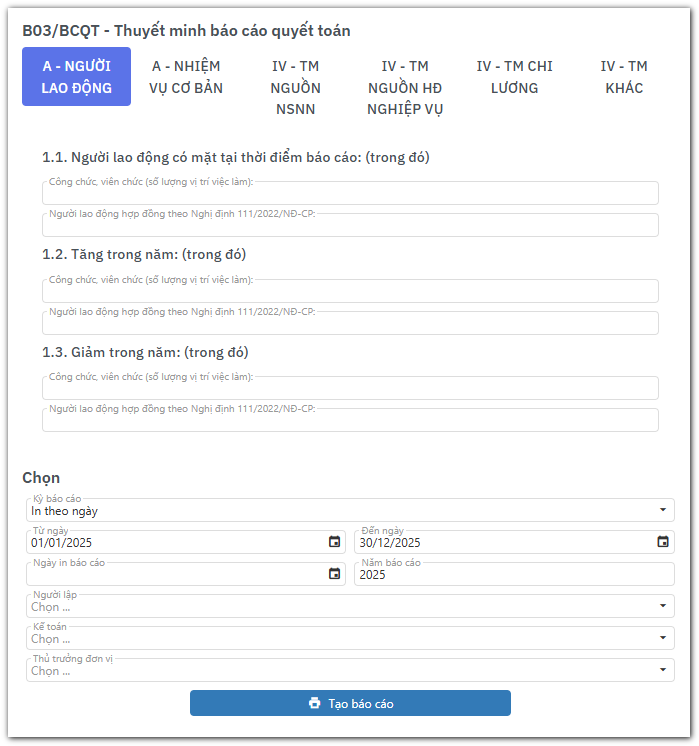 B03/BCQT - Thuyết minh báo cáo quyết toán
A - NGƯỜI
LAO ĐỘNG
A - NHIỆM
VỤ CƠ BẢN
IV - TM
NGUỒN
NSNN
IV - TM
NGUỒN HĐ
NGHIỆP VỤ
IV - TM CHI
LƯƠNG
IV - TM
KHÁC
1.1. Người lao động có mặt tại thời điểm báo cáo: (trong đó)
Công chức, viên chức (số lượng vị trí việc làm):
Người lao động hợp đồng theo Nghị định 111/2022/NĐ-CP:
1.2. Tăng trong năm: (trong đó)
Công chức, viên chức (số lượng vị trí việc làm):
Người lao động hợp đồng theo Nghị định 111/2022/NĐ-CP:
1.3. Giảm trong năm: (trong đó)
Công chức, viên chức (số lượng vị trí việc làm):
Người lao động hợp đồng theo Nghị định 111/2022/NĐ-CP:
Chọn
Kỳ báo cáo
In theo ngày
Từ ngày
01/01/2025
Đến ngày
30/12/2025
Ngày in báo cáo
Năm báo cáo
2025
Người lập
Chọn ...
Kế toán
Chọn ...
Thủ trưởng đơn vị
Chọn ...
Tạo báo cáo